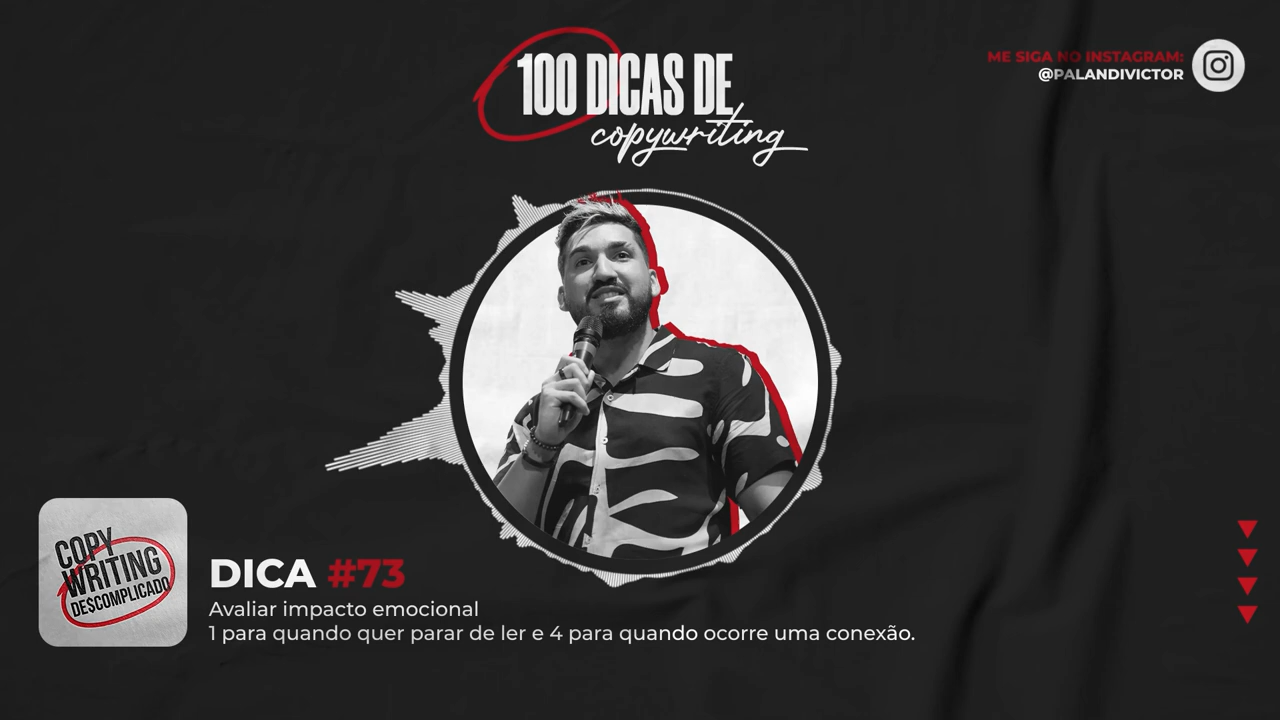 100 DICAS DE
copywriting
ME SIGA NO INSTAGRAM:
@PALANDIVICTOR
COPY
WRITING
DESCOMPLICADO
DICA #73
Avaliar impacto emocional
1 para quando quer parar de ler e 4 para quando ocorre uma conexão.